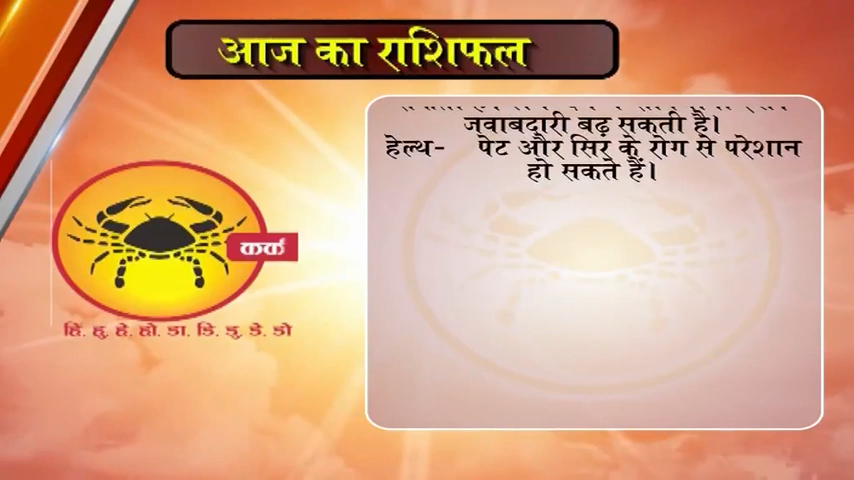 आज का राशिफल
जवाबदारी बढ़ सकती है।
हेल्थ- पेट और सिर के रोग से परेशान
हो सकते हैं।
कर्क
हि. हु. हे. हो. डा. डि. डु. डे. डो